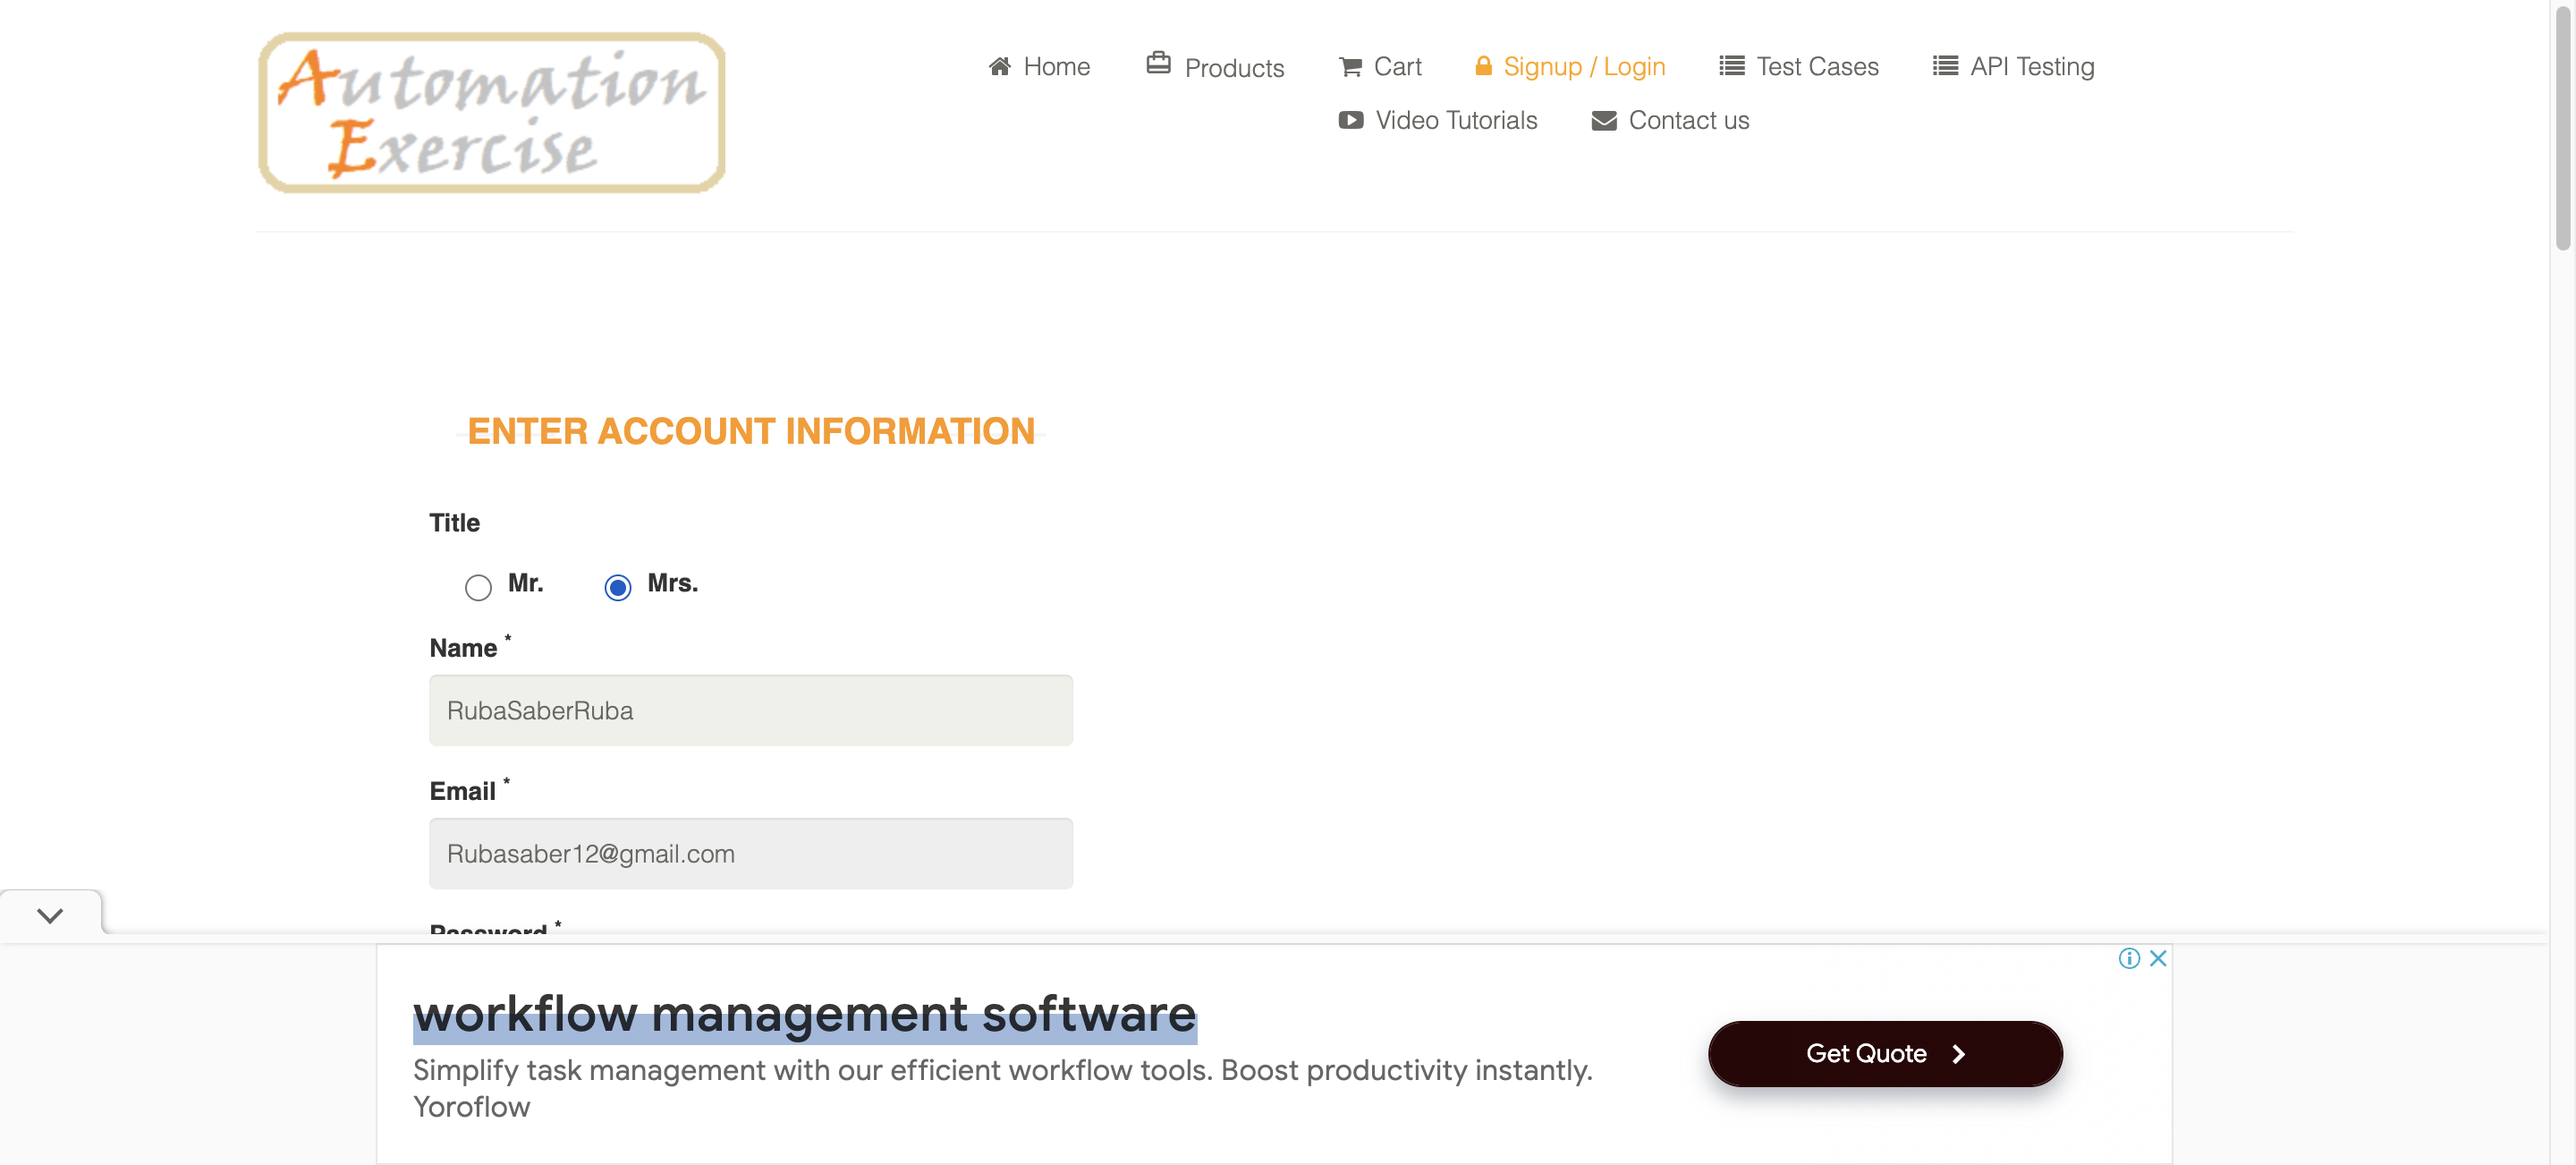 Automation
Exercise
Home
Products
Cart
Signup / Login
Test Cases
API Testing
Video Tutorials
Contact us
ENTER ACCOUNT INFORMATION
Title
Mr.
Mrs.
Name *
RubaSaberRuba
Email *
Rubasaber12@gmail.com
Password *
workflow management software
Simplify task management with our efficient workflow tools. Boost productivity instantly.
Yoroflow
Get Quote